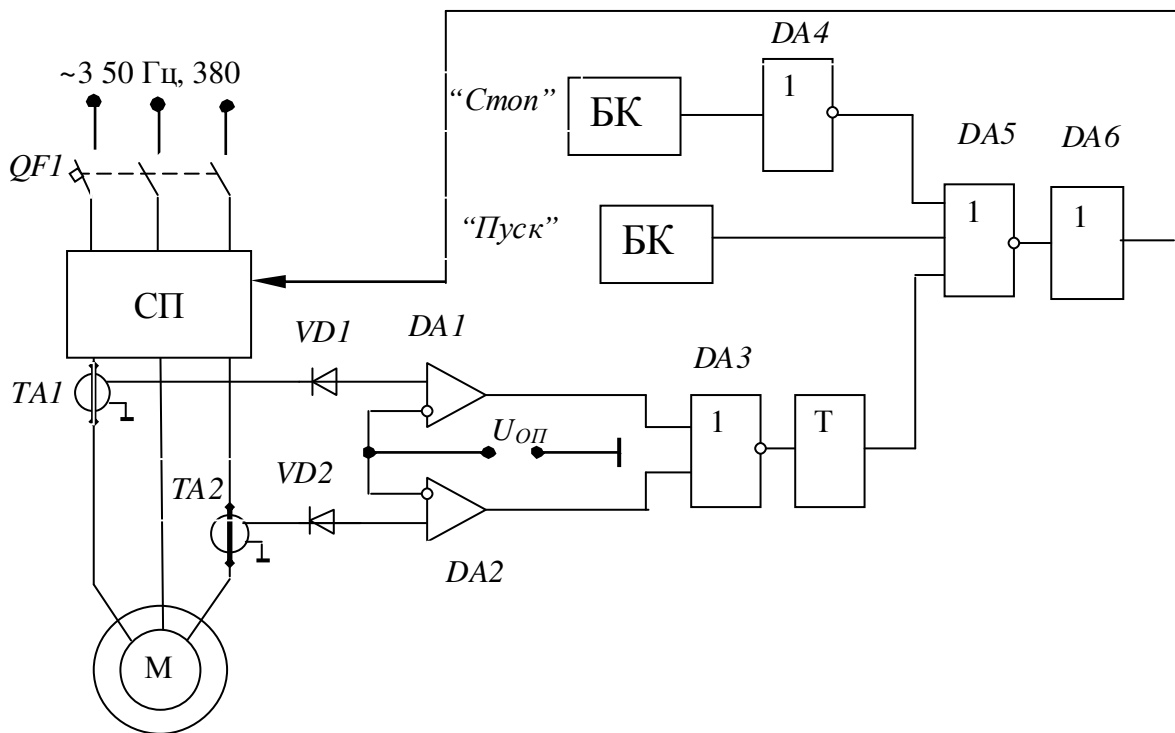 DA4
~3 50 Гц, 380
“Стоп”
БК
1
DA5
DA6
QF1
“Пуск”
БК
1
1
СП
VD1
DA1
DA3
TA1
U ОП
1
Т
TA2
VD2
DA2
М